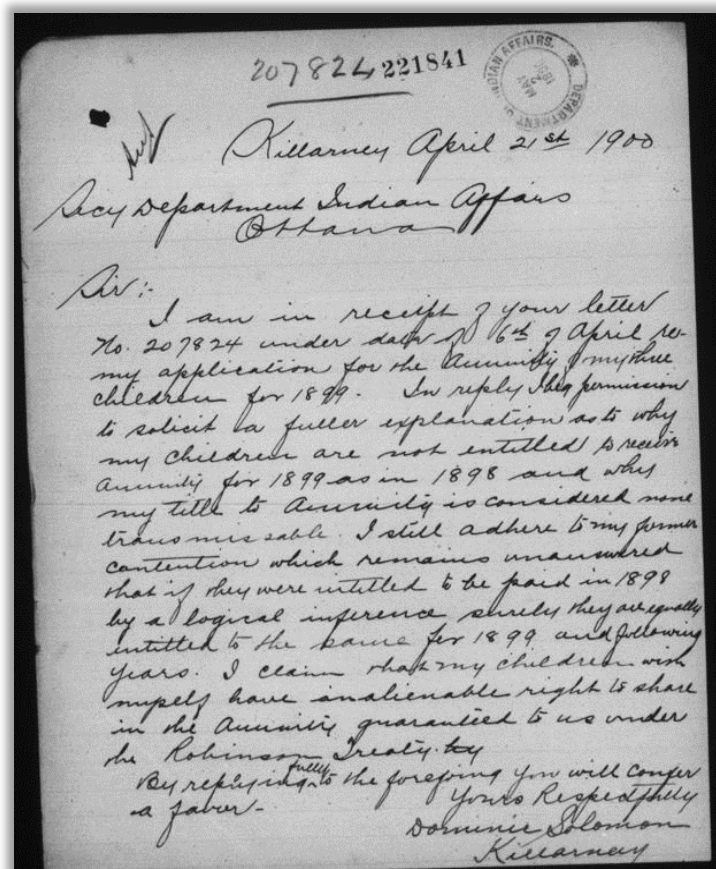 207824 221841
DEPARTMENT OF INDIAN AFFAIRS.
MAY
Killarney April 21st 1900
Secy Department Indian Affairs
Ottawa
Sir:-
I am in receipt of your letter
No. 207824 under date of 6th of April re-
my application for the Annuity of my three
children for 1899. In reply I beg permission
to solicit a fuller explanation as to why
my children are not entitled to receive
Annuity for 1899 as in 1898 and why
my title to Annuity is considered none
transmissable. I still adhere to my former
contention which remains unanswered
that if they were intitled to be paid in 1898
by a logical inference surely they are equally
intitled to the same for 1899 and following
years. I claim that my children with
myself have inalienable right to share
in the Annuity guarantied to us under
the Robinson Treaty. by
By replying fully to the foregoing you will confer
a favor-
Yours Respectfully
Dominic Solomon
Killarney